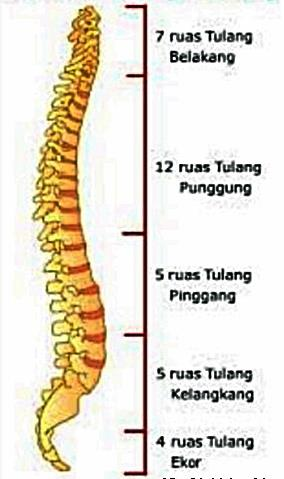 7 ruas Tulang
Belakang
12 ruas Tulang
Punggung
5 ruas Tulang
Pinggang
5 ruas Tulang
Kelangkang
4 ruas Tulang
Ekor